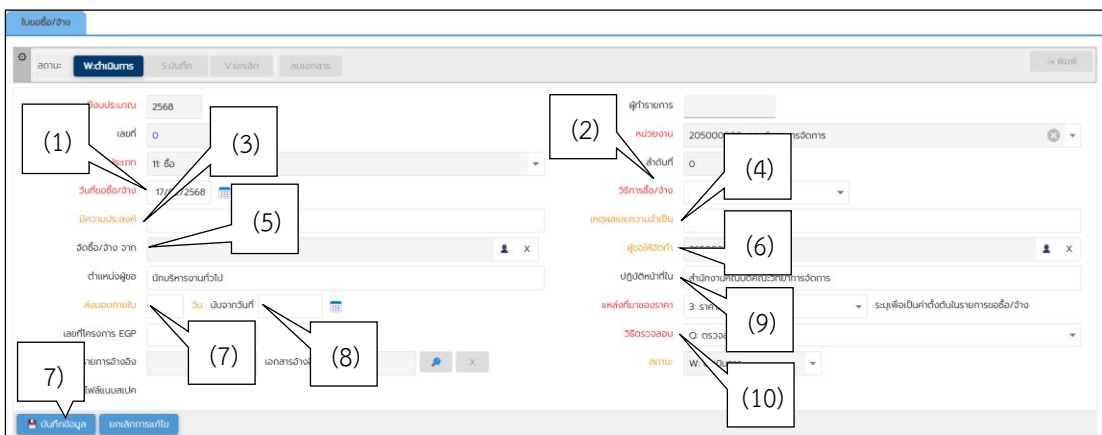 ใบขอซื้อ/จ้าง
สถานะ: W:ดำเนินการ S:บันทึก V:ยกเลิก ลบเอกสาร พิมพ์
ปีงบประมาณ 2568 ผู้ทำรายการ
(1) เลขที่ 0 (3) (2) หน่วยงาน
ประเภท 11: ซื้อ ลำดับที่ 0 (4)
วันที่ขอซื้อ/จ้าง วิธีการซื้อ/จ้าง
มีความประสงค์ (5) เหตุผลและความจำเป็น
จัดซื้อ/จ้าง จาก X ผู้ขอให้จัดทำ (6) X
ตำแหน่งผู้ขอ นักบริหารงานทั่วไป ปฏิบัติหน้าที่ใน สำนักงานคณบดีคณะวิทยาการจัดการ
ส่งมอบภายใน วัน นับจากวันที่ แหล่งที่มาของราคา (9) ระบุเพื่อเป็นค่าตั้งต้นในรายการขอซื้อ/จ้าง
เลขที่โครงการ EGP วิธีตรวจสอบ
(7) (8) X สถานะ
7) (10)
บันทึกข้อมูล ยกเลิกการแก้ไข